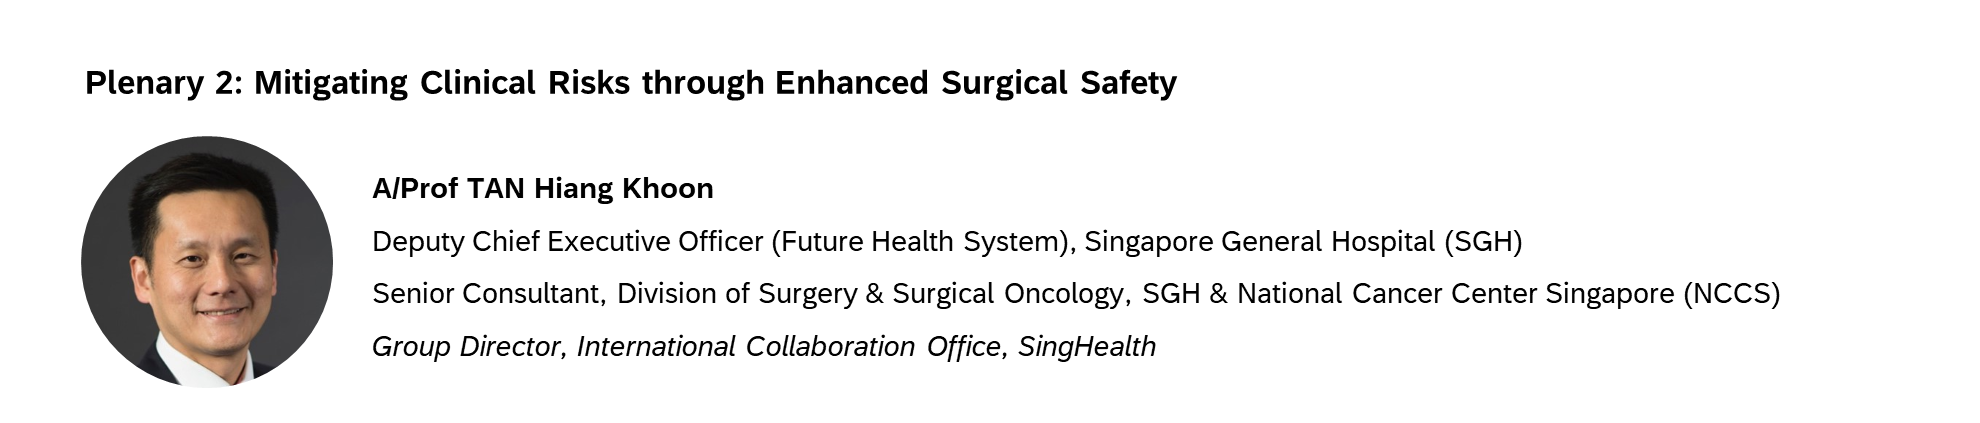 Plenary 2: Mitigating Clinical Risks through Enhanced Surgical Safety
A/Prof TAN Hiang Khoon
Deputy Chief Executive Officer (Future Health System), Singapore General Hospital (SGH)
Senior Consultant, Division of Surgery & Surgical Oncology, SGH & National Cancer Center Singapore (NCCS)
Group Director, International Collaboration Office, SingHealth